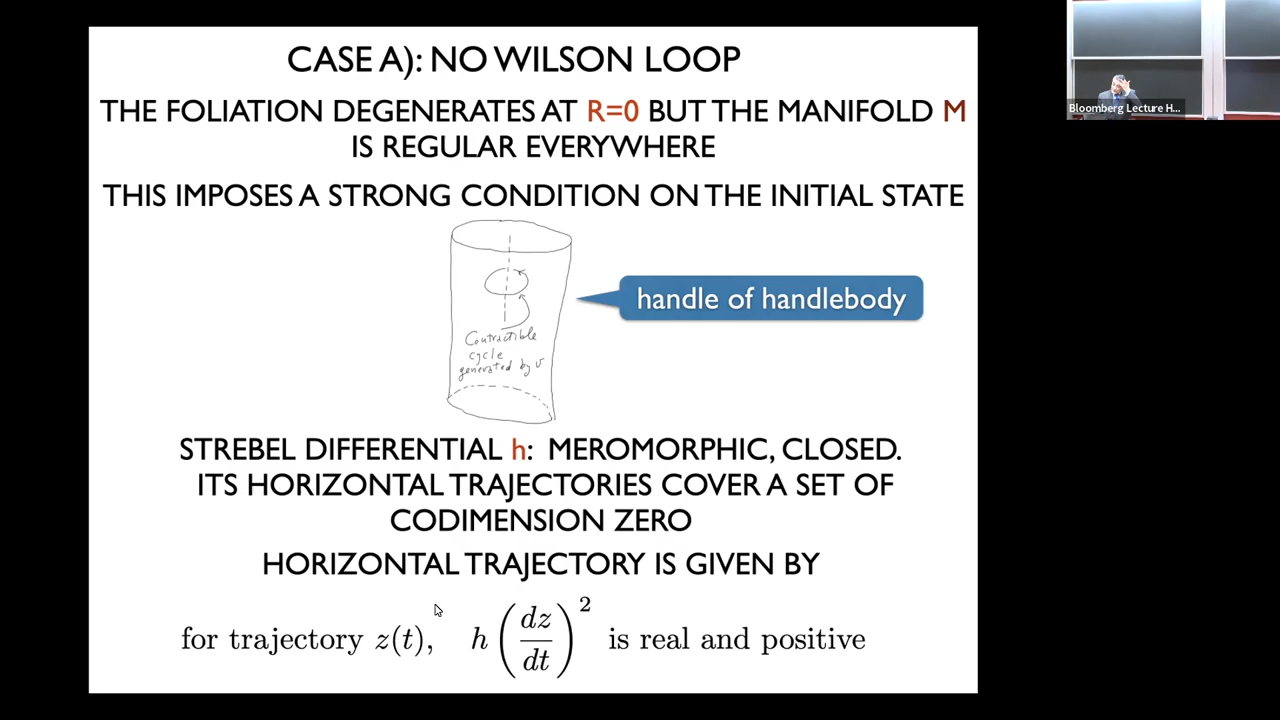 CASE A): NO WILSON LOOP
THE FOLIATION DEGENERATES AT R=0 BUT THE MANIFOLD M
IS REGULAR EVERYWHERE
THIS IMPOSES A STRONG CONDITION ON THE INITIAL STATE
handle of handlebody
Contractible
cycle
generated by v
STREBEL DIFFERENTIAL h: MEROMORPHIC, CLOSED.
ITS HORIZONTAL TRAJECTORIES COVER A SET OF
CODIMENSION ZERO
HORIZONTAL TRAJECTORY IS GIVEN BY
for trajectory z(t), h (dz/dt)^2 is real and positive
Bloomberg Lecture H...